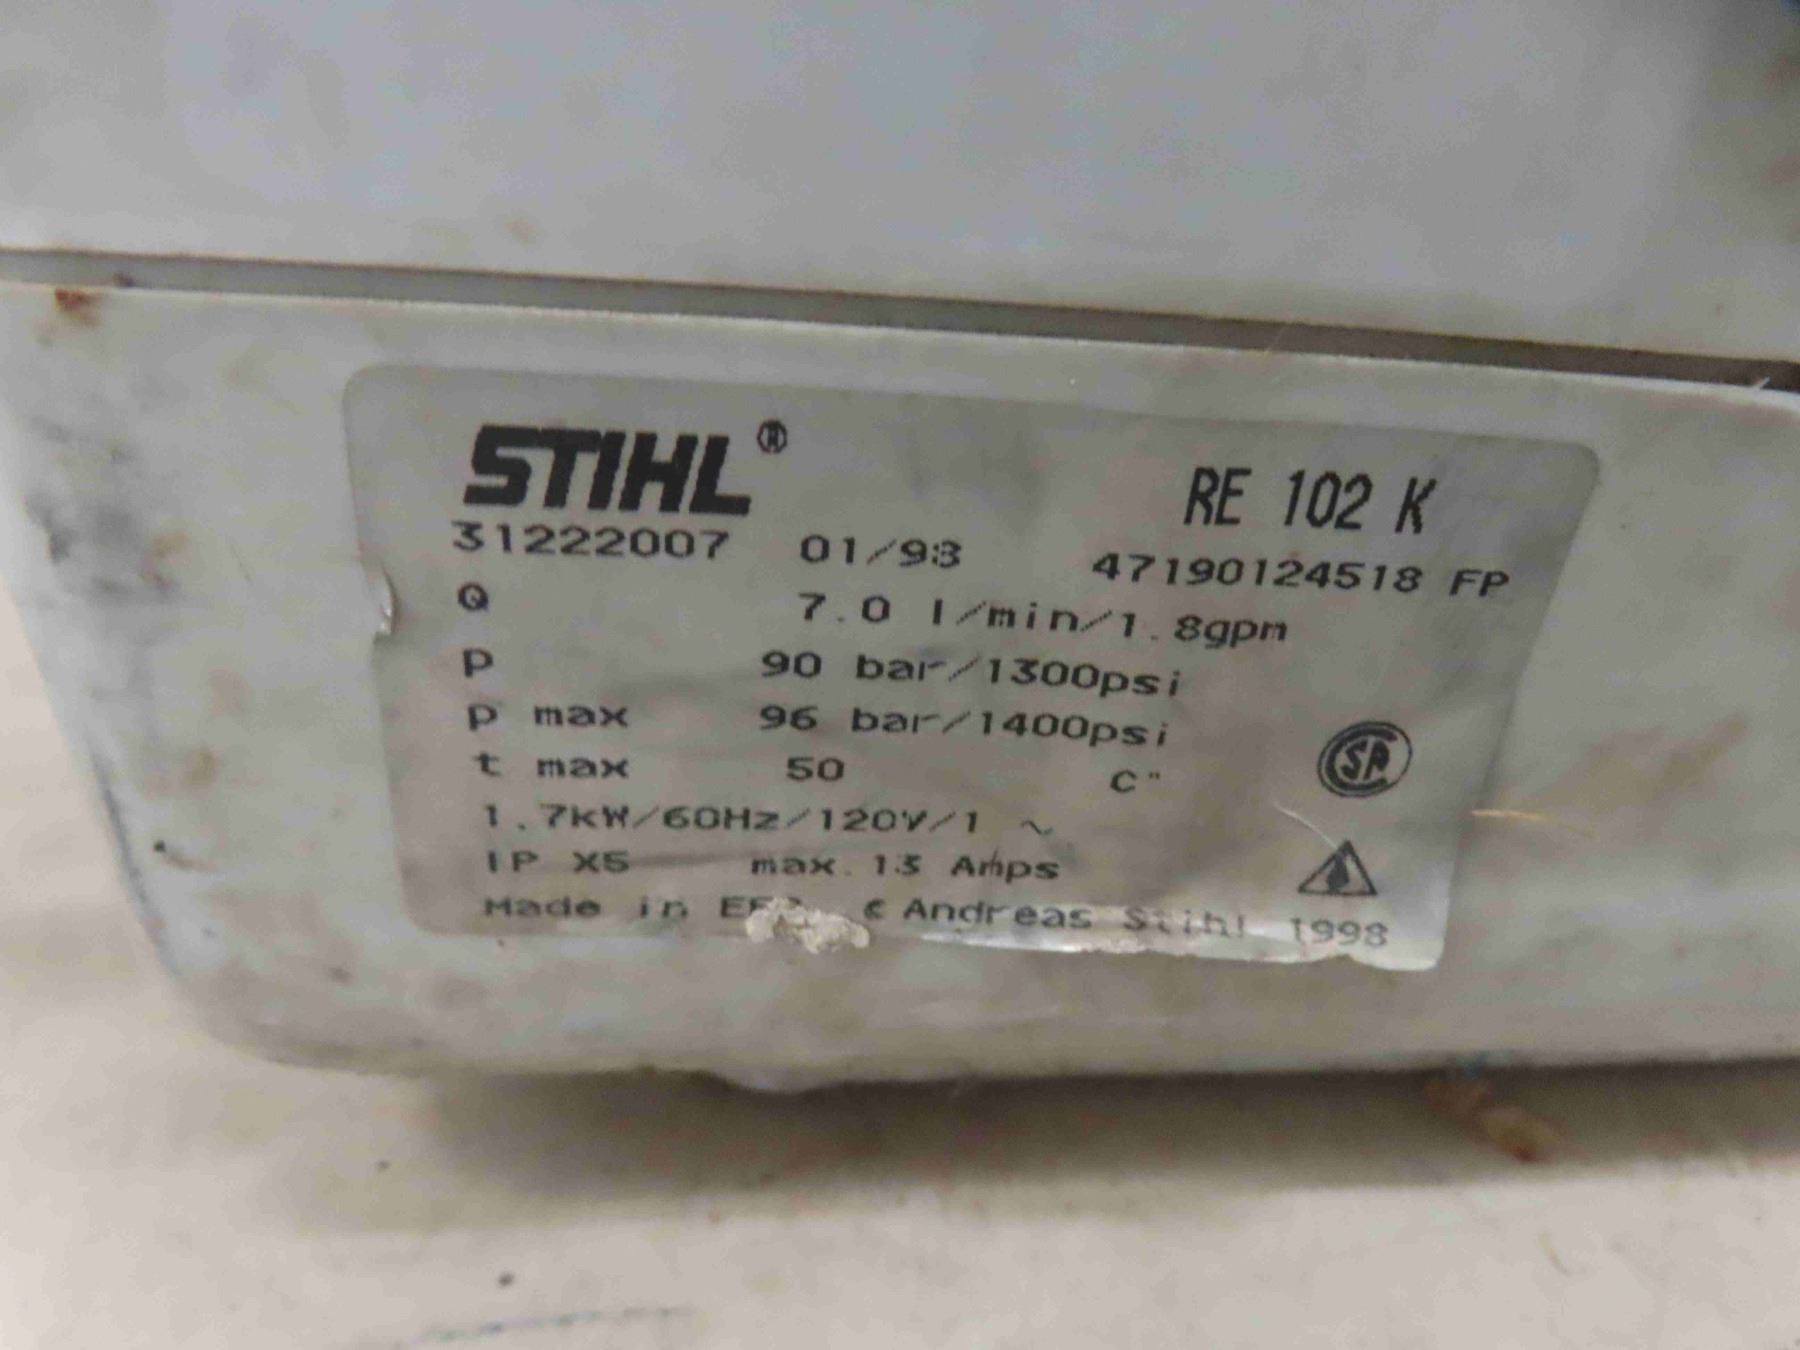 STIHL® RE 102 K
31222007 01/98 47190124518 FP
Q 7.0 l/min/1.8gpm
p 90 bar/1300psi
p max 96 bar/1400psi
t max 50 C°
1.7kW/60Hz/120V/1 ~
IP X5 max. 13 Amps
Made in © Andreas Stihl 1998